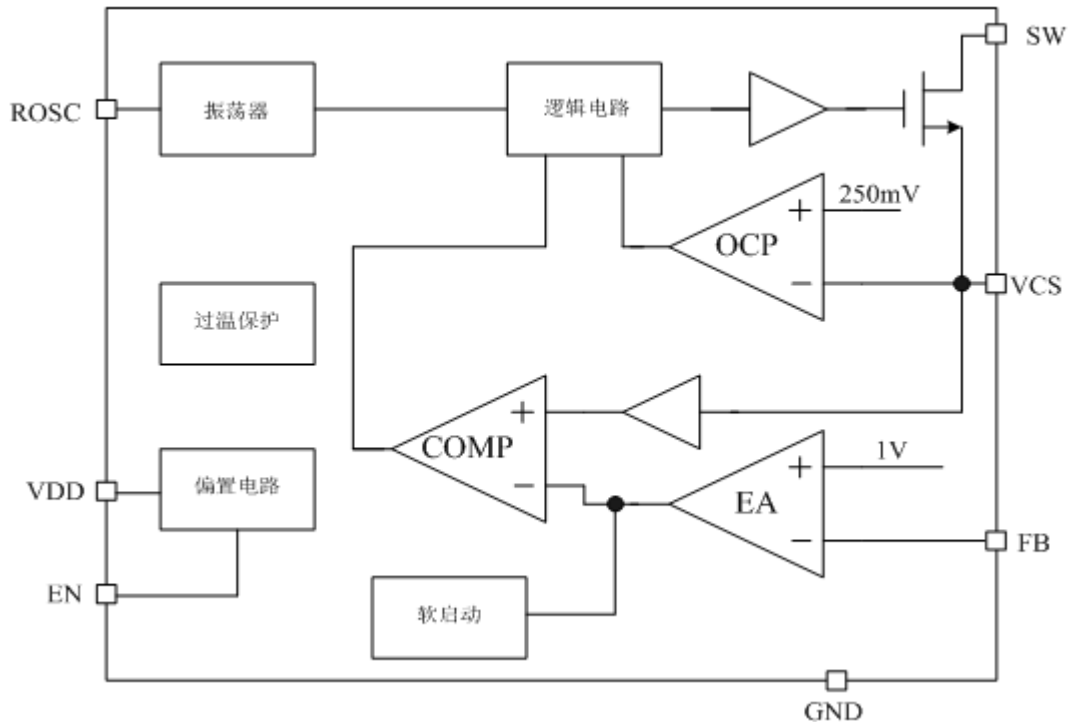 SW
ROSC
振荡器
逻辑电路
250mV
+
OCP
−
VCS
过温保护
+
COMP
−
1V
+
EA
−
VDD
偏置电路
FB
EN
软启动
GND